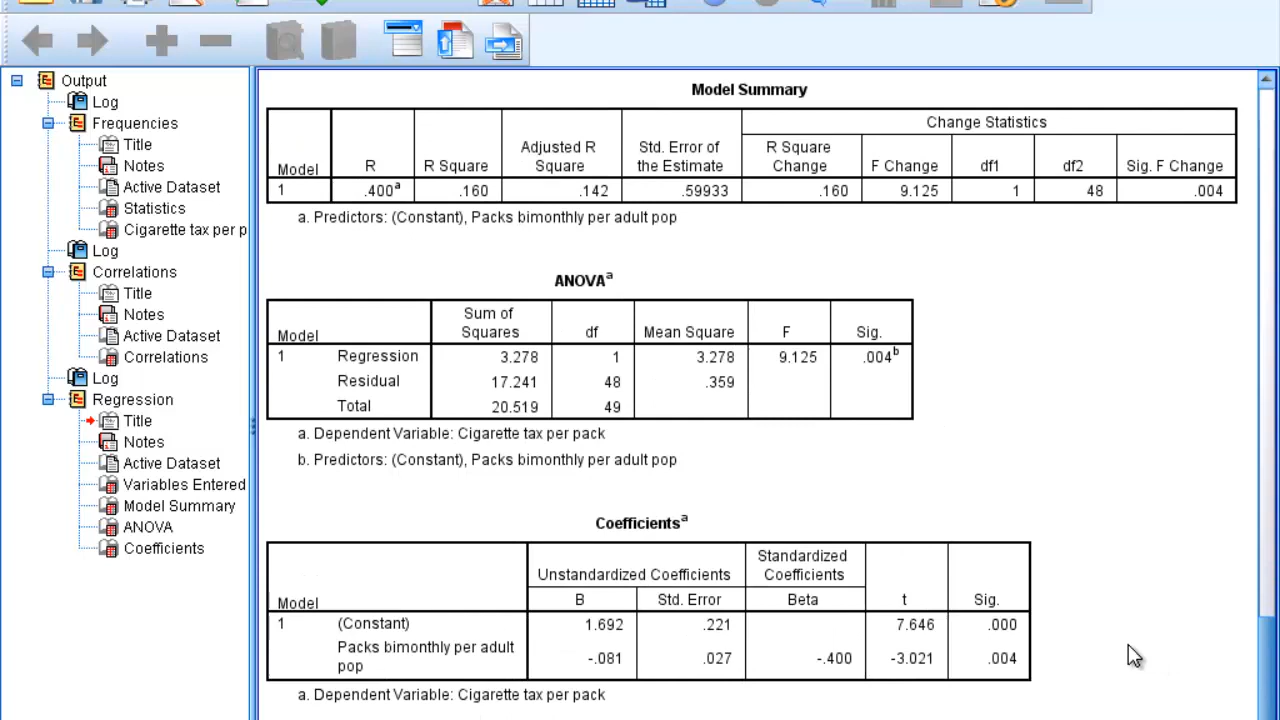 Output
Log
Frequencies
Title
Notes
Active Dataset
Statistics
Cigarette tax per p
Log
Correlations
Title
Notes
Active Dataset
Correlations
Log
Regression
Title
Notes
Active Dataset
Variables Entered
Model Summary
ANOVA
Coefficients
Model Summary
Change Statistics
Model R R Square Adjusted R Square Std. Error of the Estimate R Square Change F Change df1 df2 Sig. F Change
1 .400a .160 .142 .59933 .160 9.125 1 48 .004
a. Predictors: (Constant), Packs bimonthly per adult pop
ANOVAa
Model Sum of Squares df Mean Square F Sig.
1 Regression 3.278 1 3.278 9.125 .004b
Residual 17.241 48 .359
Total 20.519 49
a. Dependent Variable: Cigarette tax per pack
b. Predictors: (Constant), Packs bimonthly per adult pop
Coefficientsa
Unstandardized Coefficients Standardized Coefficients
Model B Std. Error Beta t Sig.
1 (Constant) 1.692 .221 7.646 .000
Packs bimonthly per adult pop -.081 .027 -.400 -3.021 .004
a. Dependent Variable: Cigarette tax per pack